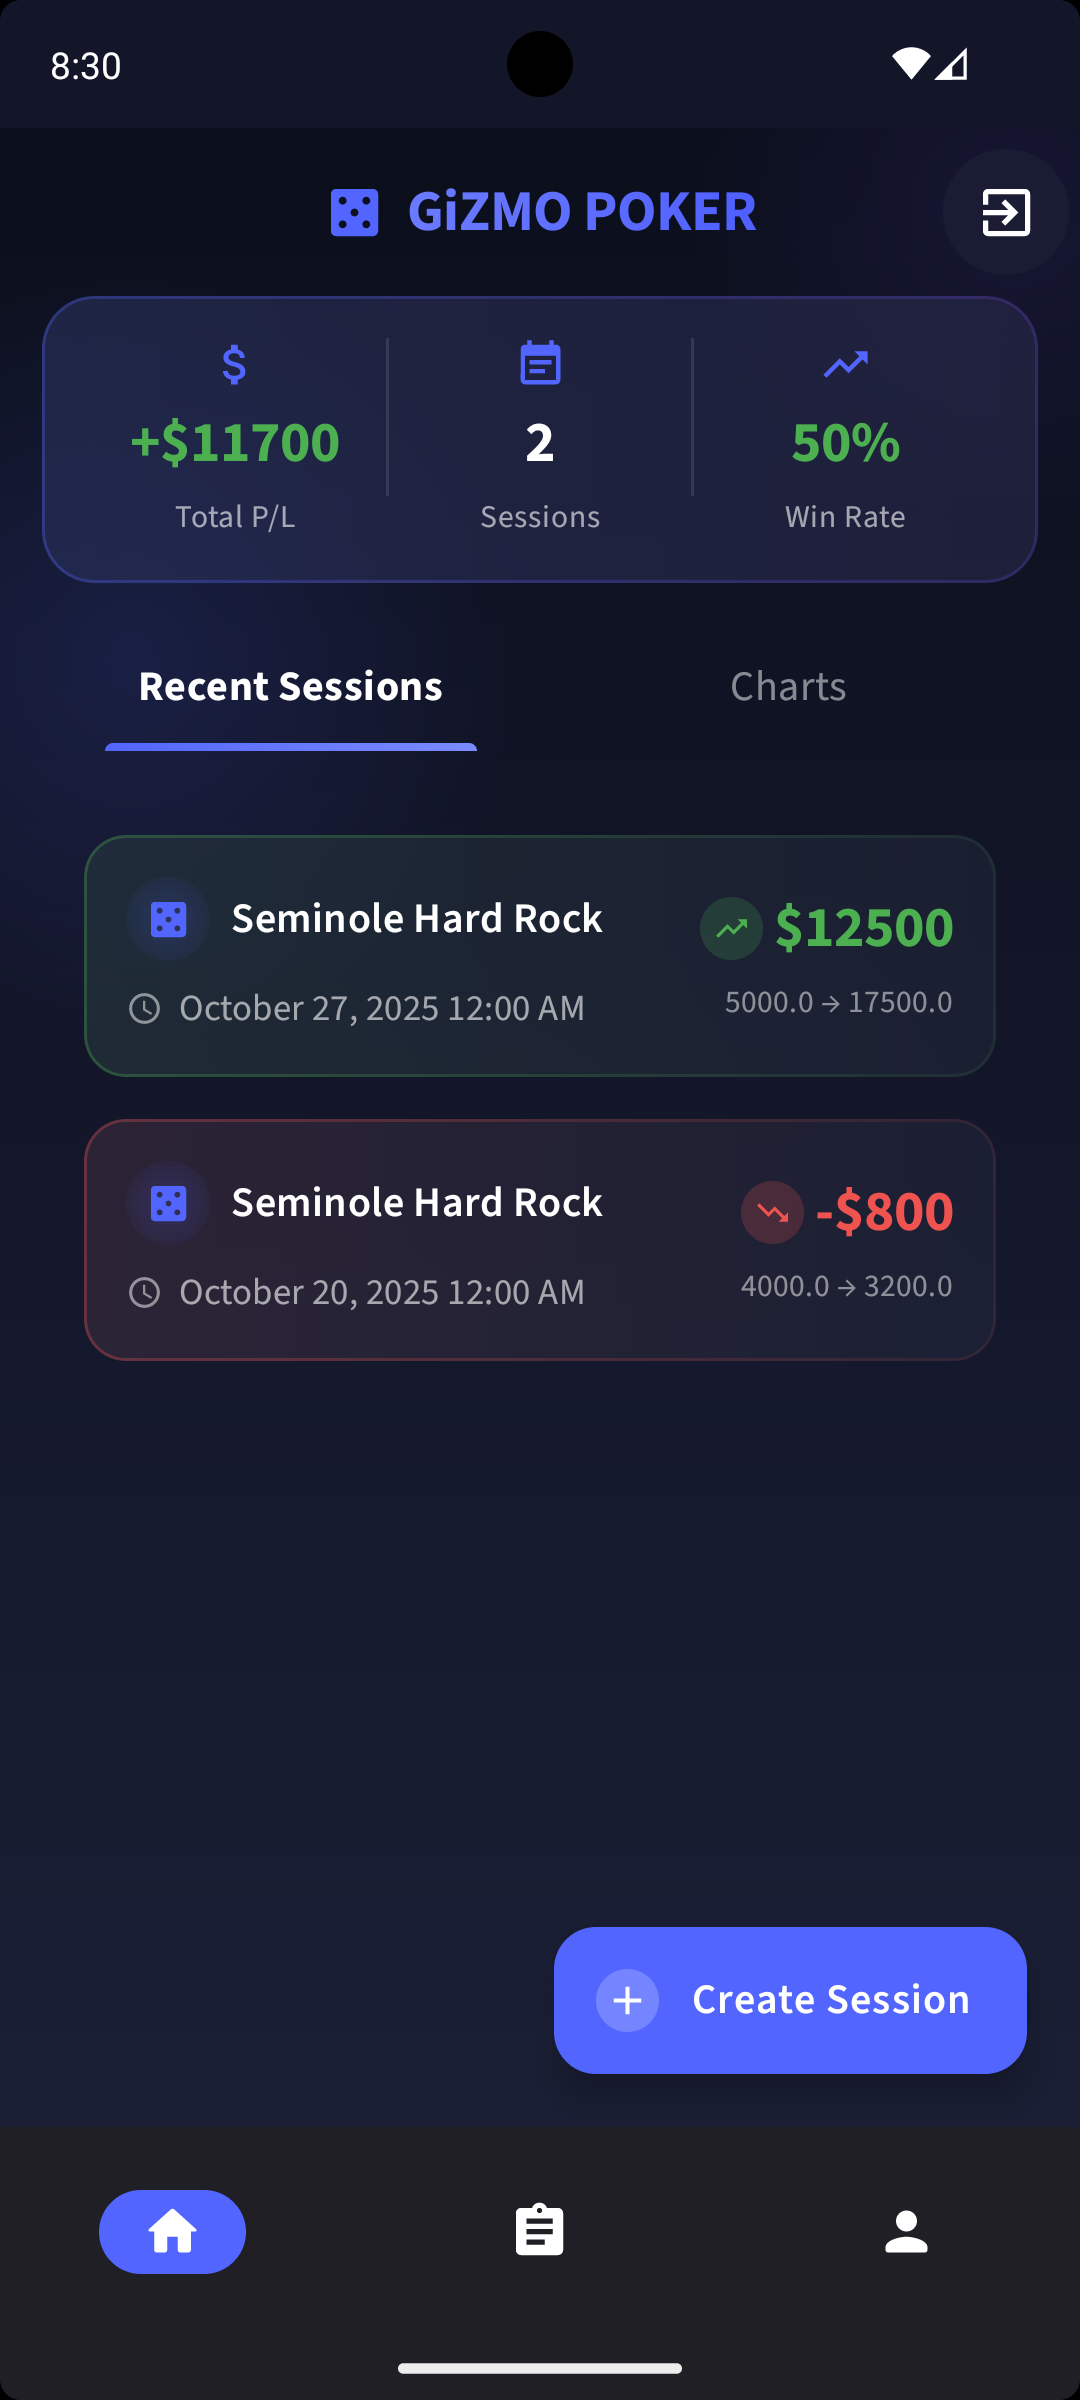 8:30
GiZMO POKER
+$11700
2
50%
Total P/L
Sessions
Win Rate
Recent Sessions
Charts
Seminole Hard Rock
$12500
October 27, 2025 12:00 AM
5000.0 → 17500.0
Seminole Hard Rock
-$800
October 20, 2025 12:00 AM
4000.0 → 3200.0
Create Session